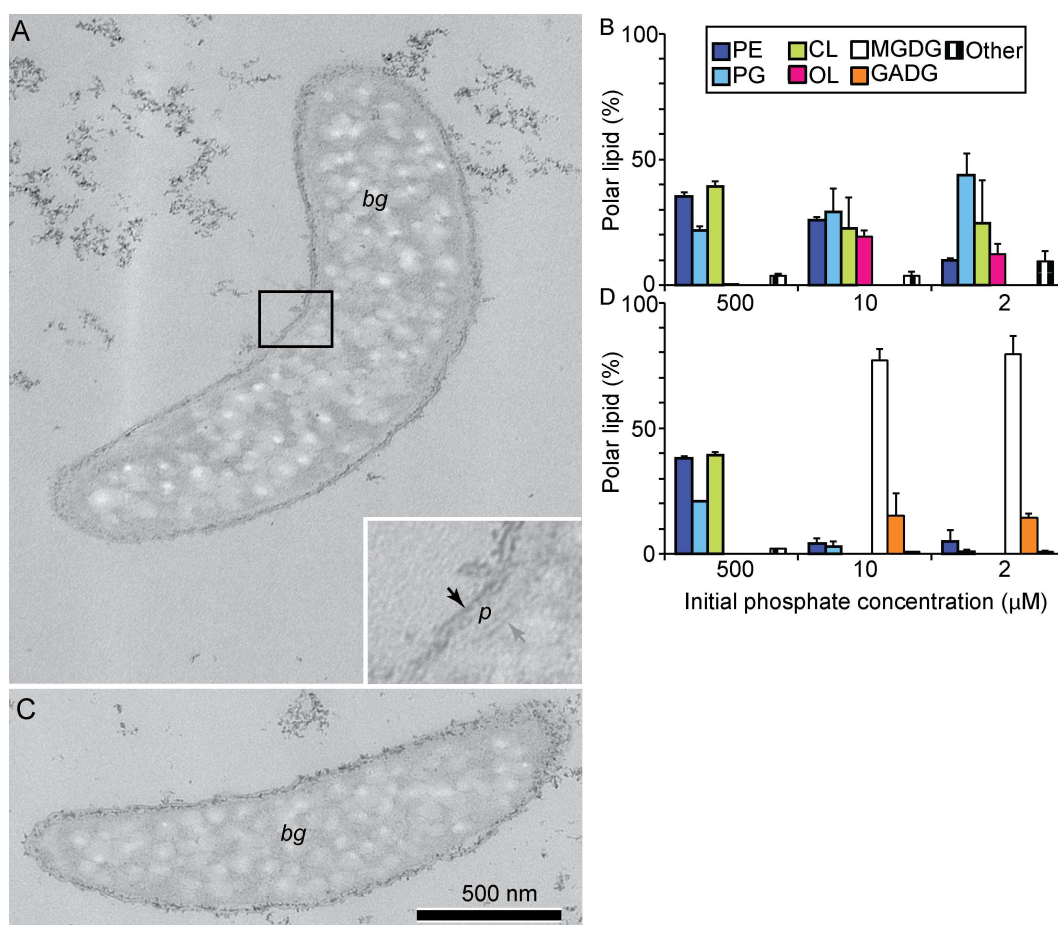 A
bg
p
C
bg
500 nm
B
100
PE CL MGDG Other
PG OL GADG
Polar lipid (%)
50
0
500 10 2
D
100
Polar lipid (%)
50
0
500 10 2
Initial phosphate concentration (µM)